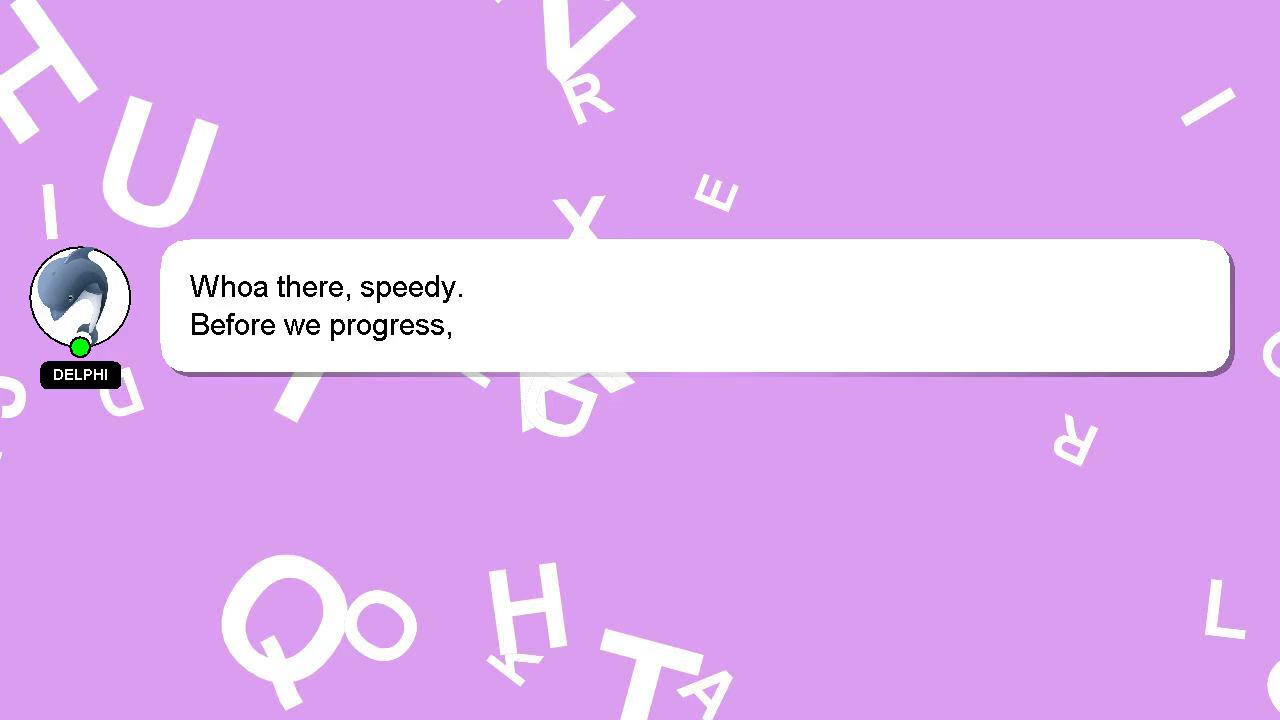 Whoa there, speedy.
Before we progress,
DELPHI
H
U
I
V
R
E
X
I
D
R
Q
O
H
K
T
A
L